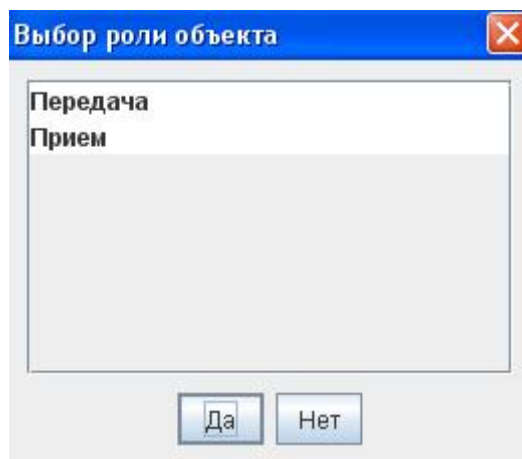 Выбор роли объекта
Передача
Прием
Да Нет